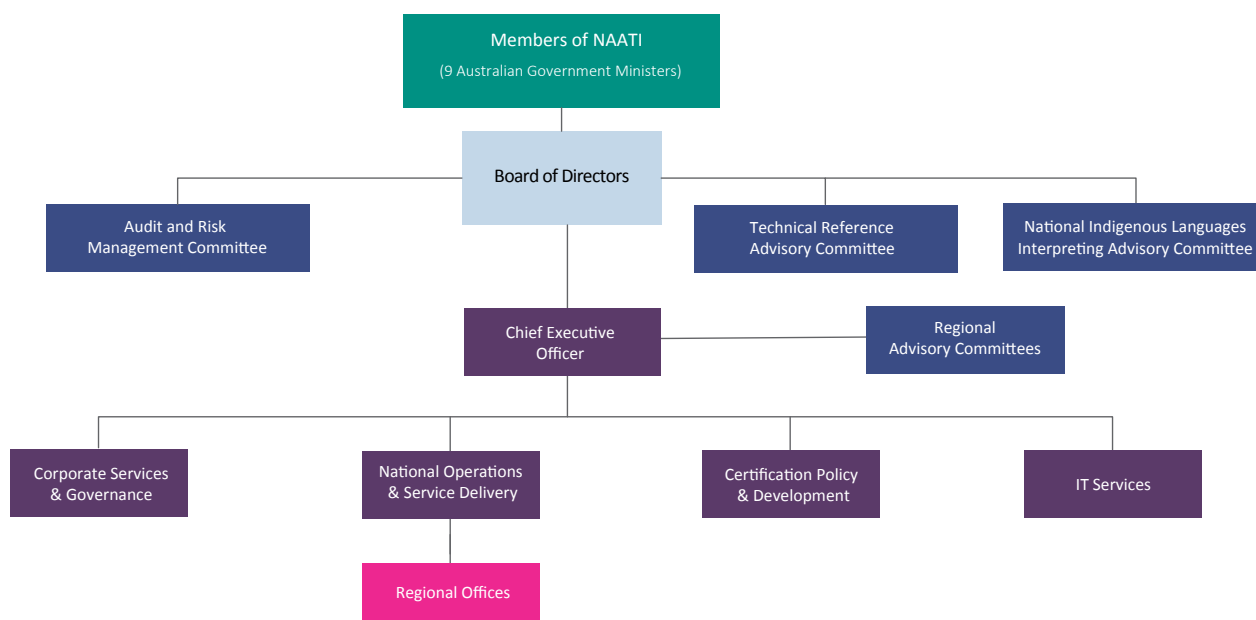 Members of NAATI
(9 Australian Government Ministers)
Board of Directors
Audit and Risk
Management Committee
Technical Reference
Advisory Committee
National Indigenous Languages
Interpreting Advisory Committee
Chief Executive
Officer
Regional
Advisory Committees
Corporate Services
& Governance
National Operations
& Service Delivery
Certification Policy
& Development
IT Services
Regional Offices